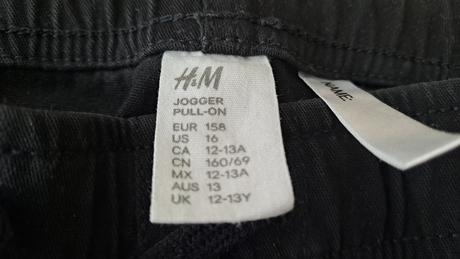 H&M
JOGGER
PULL-ON
EUR 158
US 16
CA 12-13A
CN 160/69
MX 12-13A
AUS 13
UK 12-13Y
NAME: